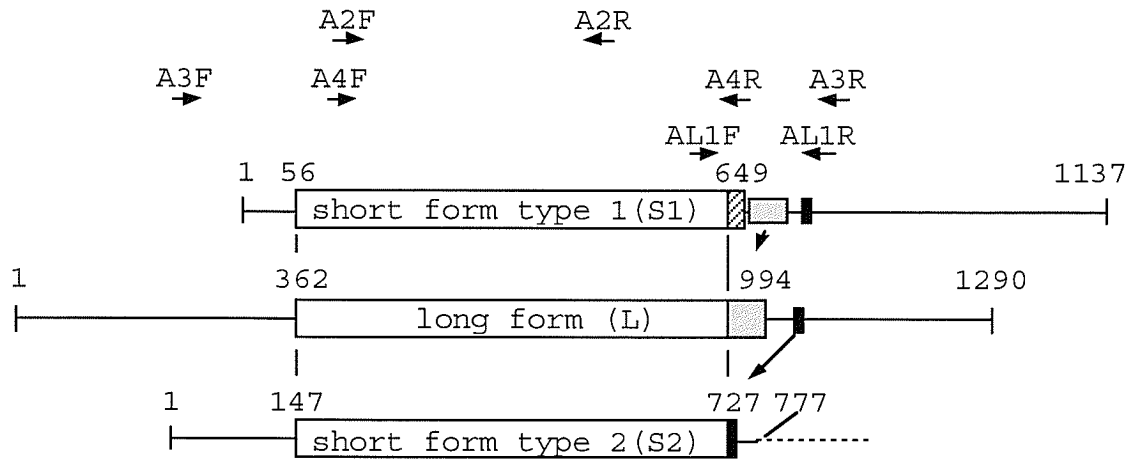 A2F A2R
A3F A4F A4R A3R
AL1F AL1R
1 56 649 1137
short form type 1(S1)
1 362 994 1290
long form (L)
1 147 727 777
short form type 2(S2)